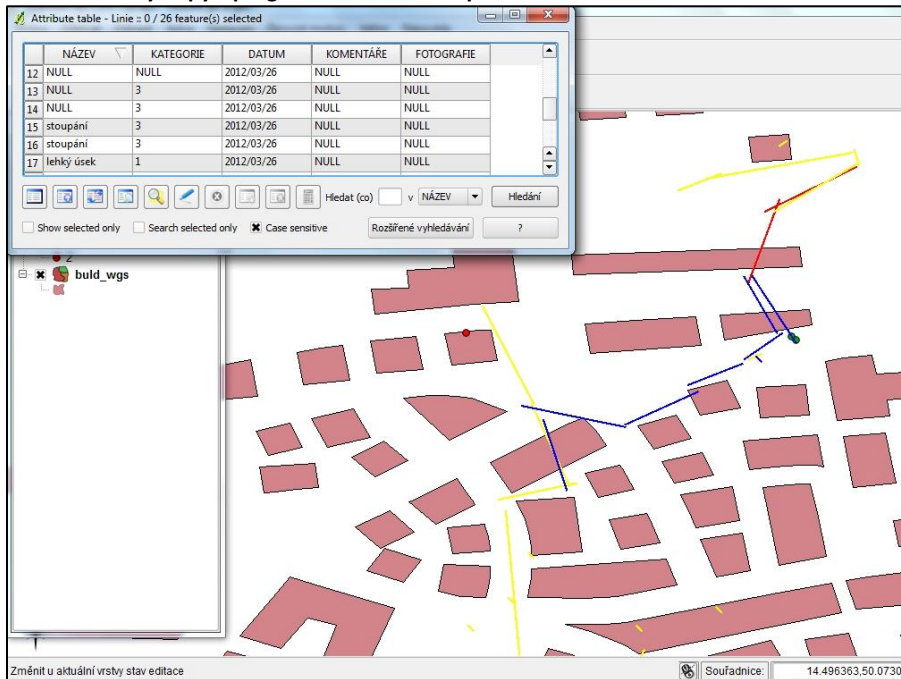 Attribute table - Linie :: 0 / 26 feature(s) selected
NÁZEV KATEGORIE DATUM KOMENTÁŘE FOTOGRAFIE
12 NULL NULL 2012/03/26 NULL NULL
13 NULL 3 2012/03/26 NULL NULL
14 NULL 3 2012/03/26 NULL NULL
15 stoupání 3 2012/03/26 NULL NULL
16 stoupání 3 2012/03/26 NULL NULL
17 lehký úsek 1 2012/03/26 NULL NULL
Hledat (co) v NÁZEV Hledání
Show selected only Search selected only Case sensitive Rozšířené vyhledávání ?
2
buld_wgs
Změnit u aktuální vrstvy stav editace Souřadnice: 14.496363,50.0730